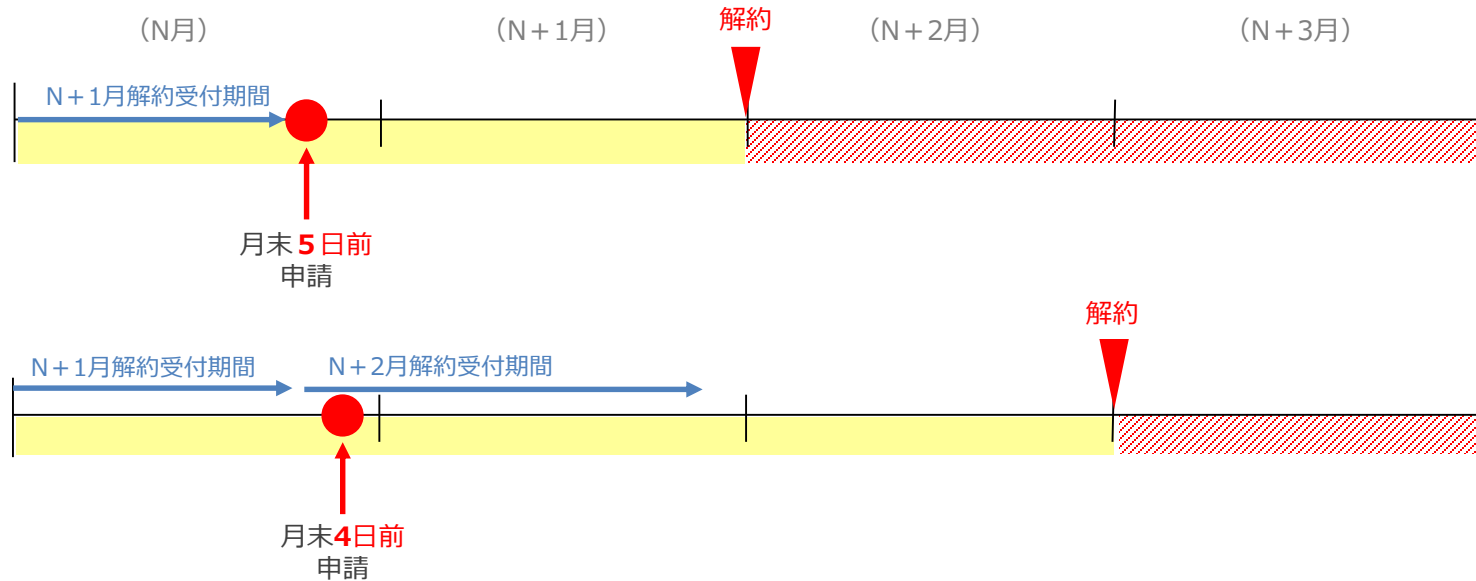 （N月）
（N＋1月）
解約
（N＋2月）
（N＋3月）
N＋1月解約受付期間
月末５日前
申請
解約
N＋1月解約受付期間
N＋2月解約受付期間
月末4日前
申請